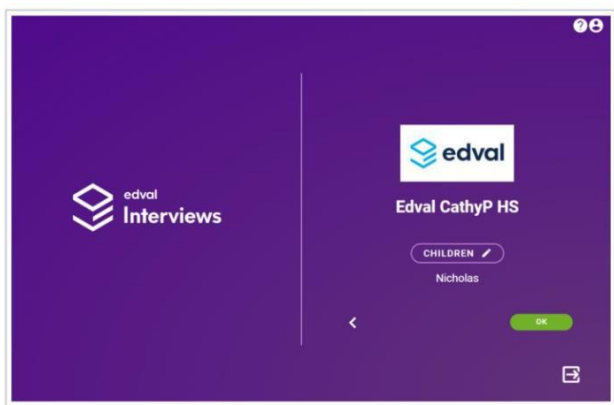 edval
Interviews
edval
Edval CathyP HS
CHILDREN
Nicholas
OK